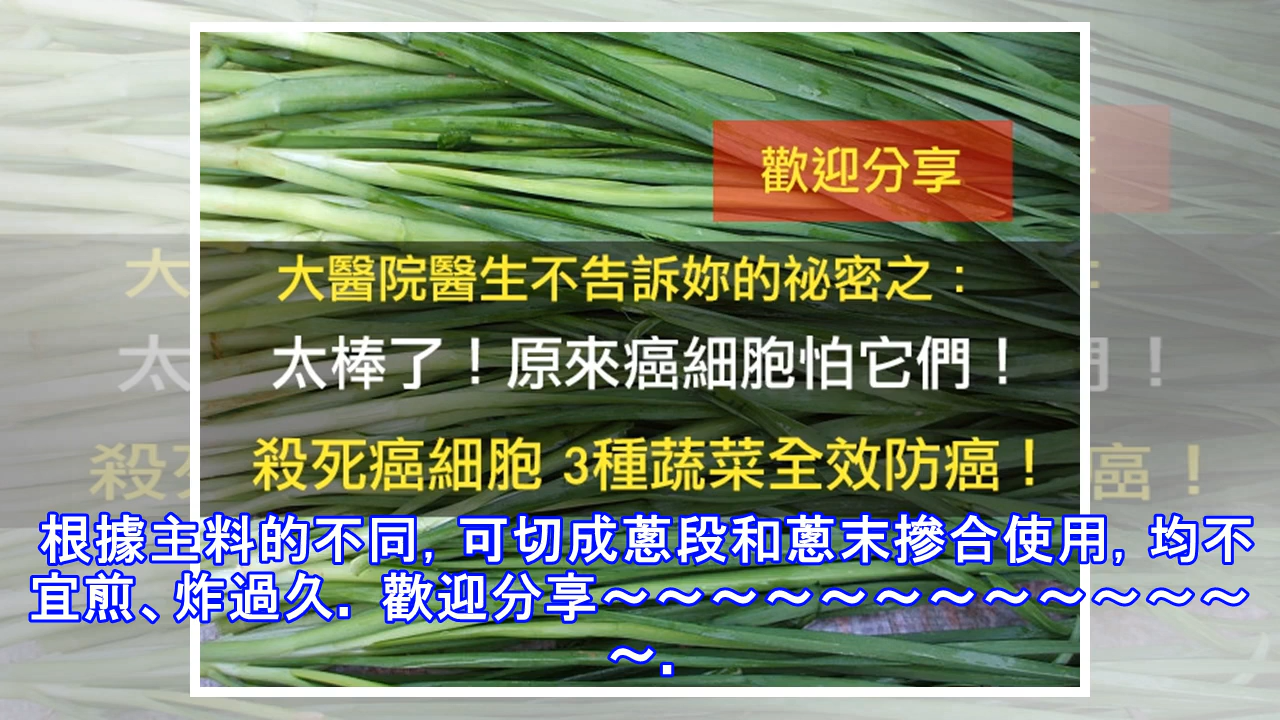 歡迎分享
大醫院醫生不告訴妳的祕密之：
太棒了！原來癌細胞怕它們！
殺死癌細胞 3種蔬菜全效防癌！
根據主料的不同, 可切成蔥段和蔥末摻合使用, 均不
宜煎、炸過久. 歡迎分享～～～～～～～～～～～～
～.